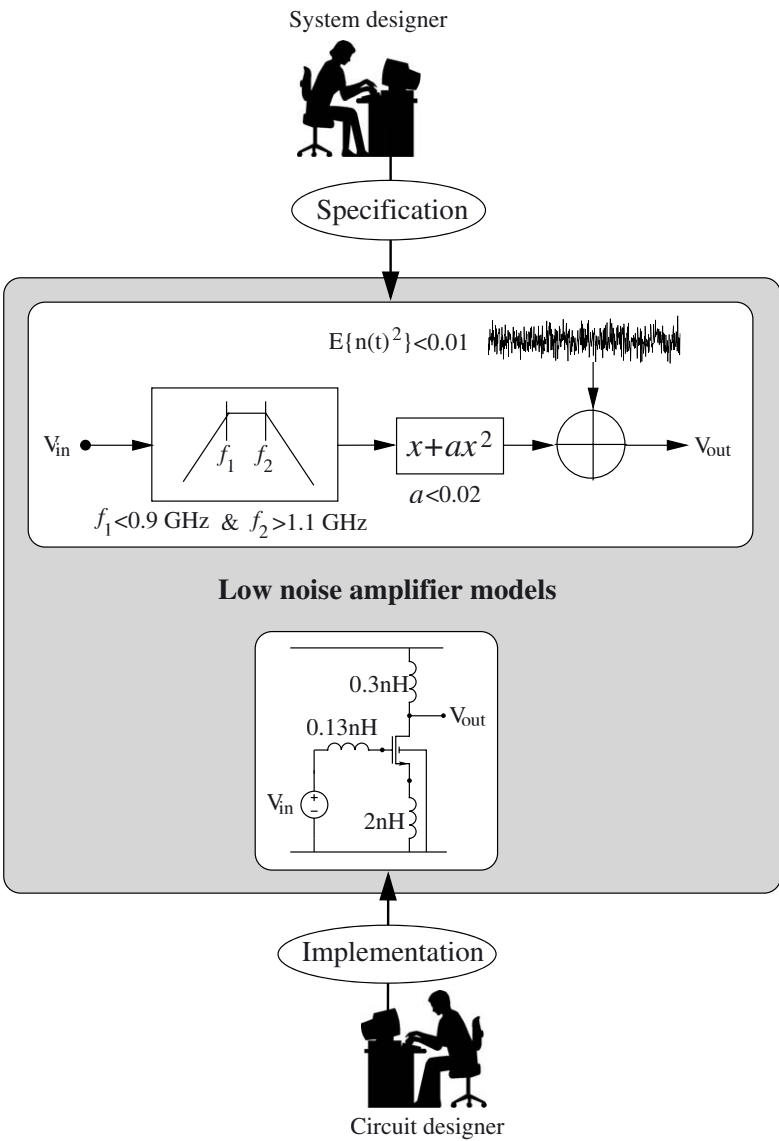 System designer
Specification
E{n(t)²}<0.01
V_in
f_1 f_2
x+ax²
V_out
a<0.02
f_1<0.9 GHz & f_2>1.1 GHz
Low noise amplifier models
0.3nH
V_out
0.13nH
V_in
+
−
2nH
Implementation
Circuit designer